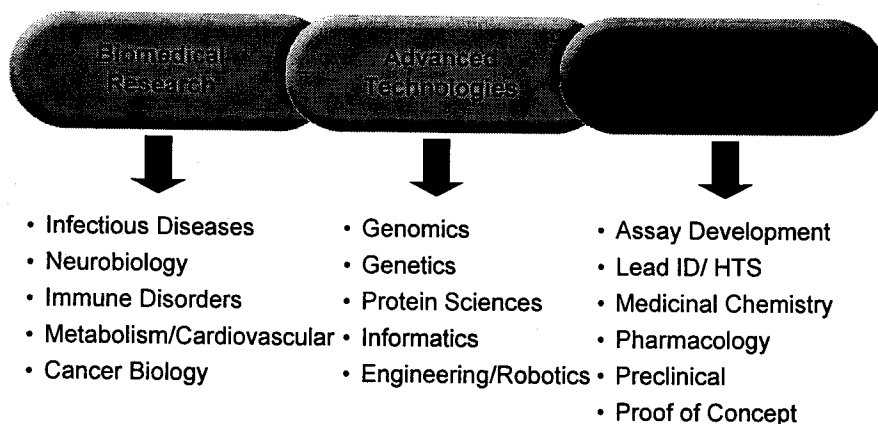 Biomedical
Research
Advanced
Technologies
• Infectious Diseases
• Neurobiology
• Immune Disorders
• Metabolism/Cardiovascular
• Cancer Biology
• Genomics
• Genetics
• Protein Sciences
• Informatics
• Engineering/Robotics
• Assay Development
• Lead ID/ HTS
• Medicinal Chemistry
• Pharmacology
• Preclinical
• Proof of Concept